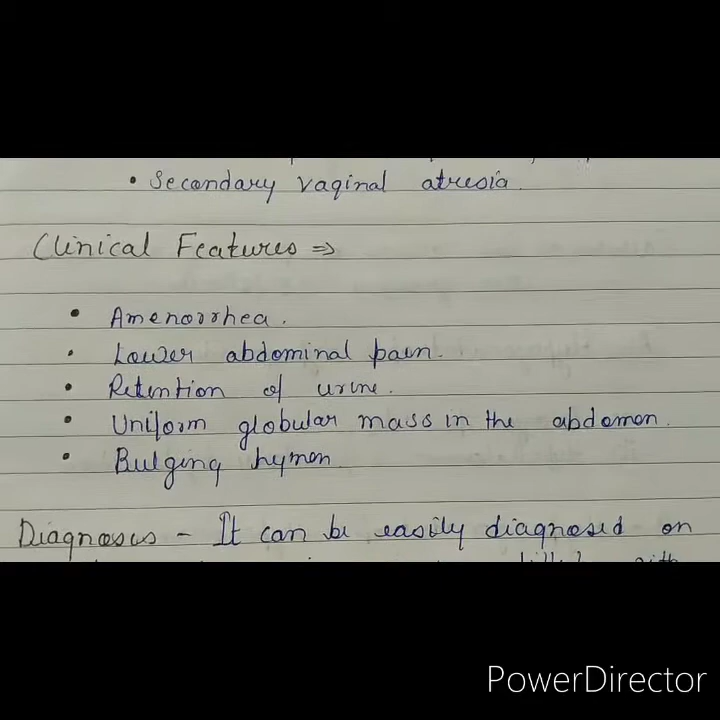 • Secondary vaginal atresia.
Clinical Features ⇒
• Amenorrhea.
• Lower abdominal pain.
• Retention of urine.
• Uniform globular mass in the abdomen.
• Bulging hymen
Diagnosis - It can be easily diagnosed on
PowerDirector